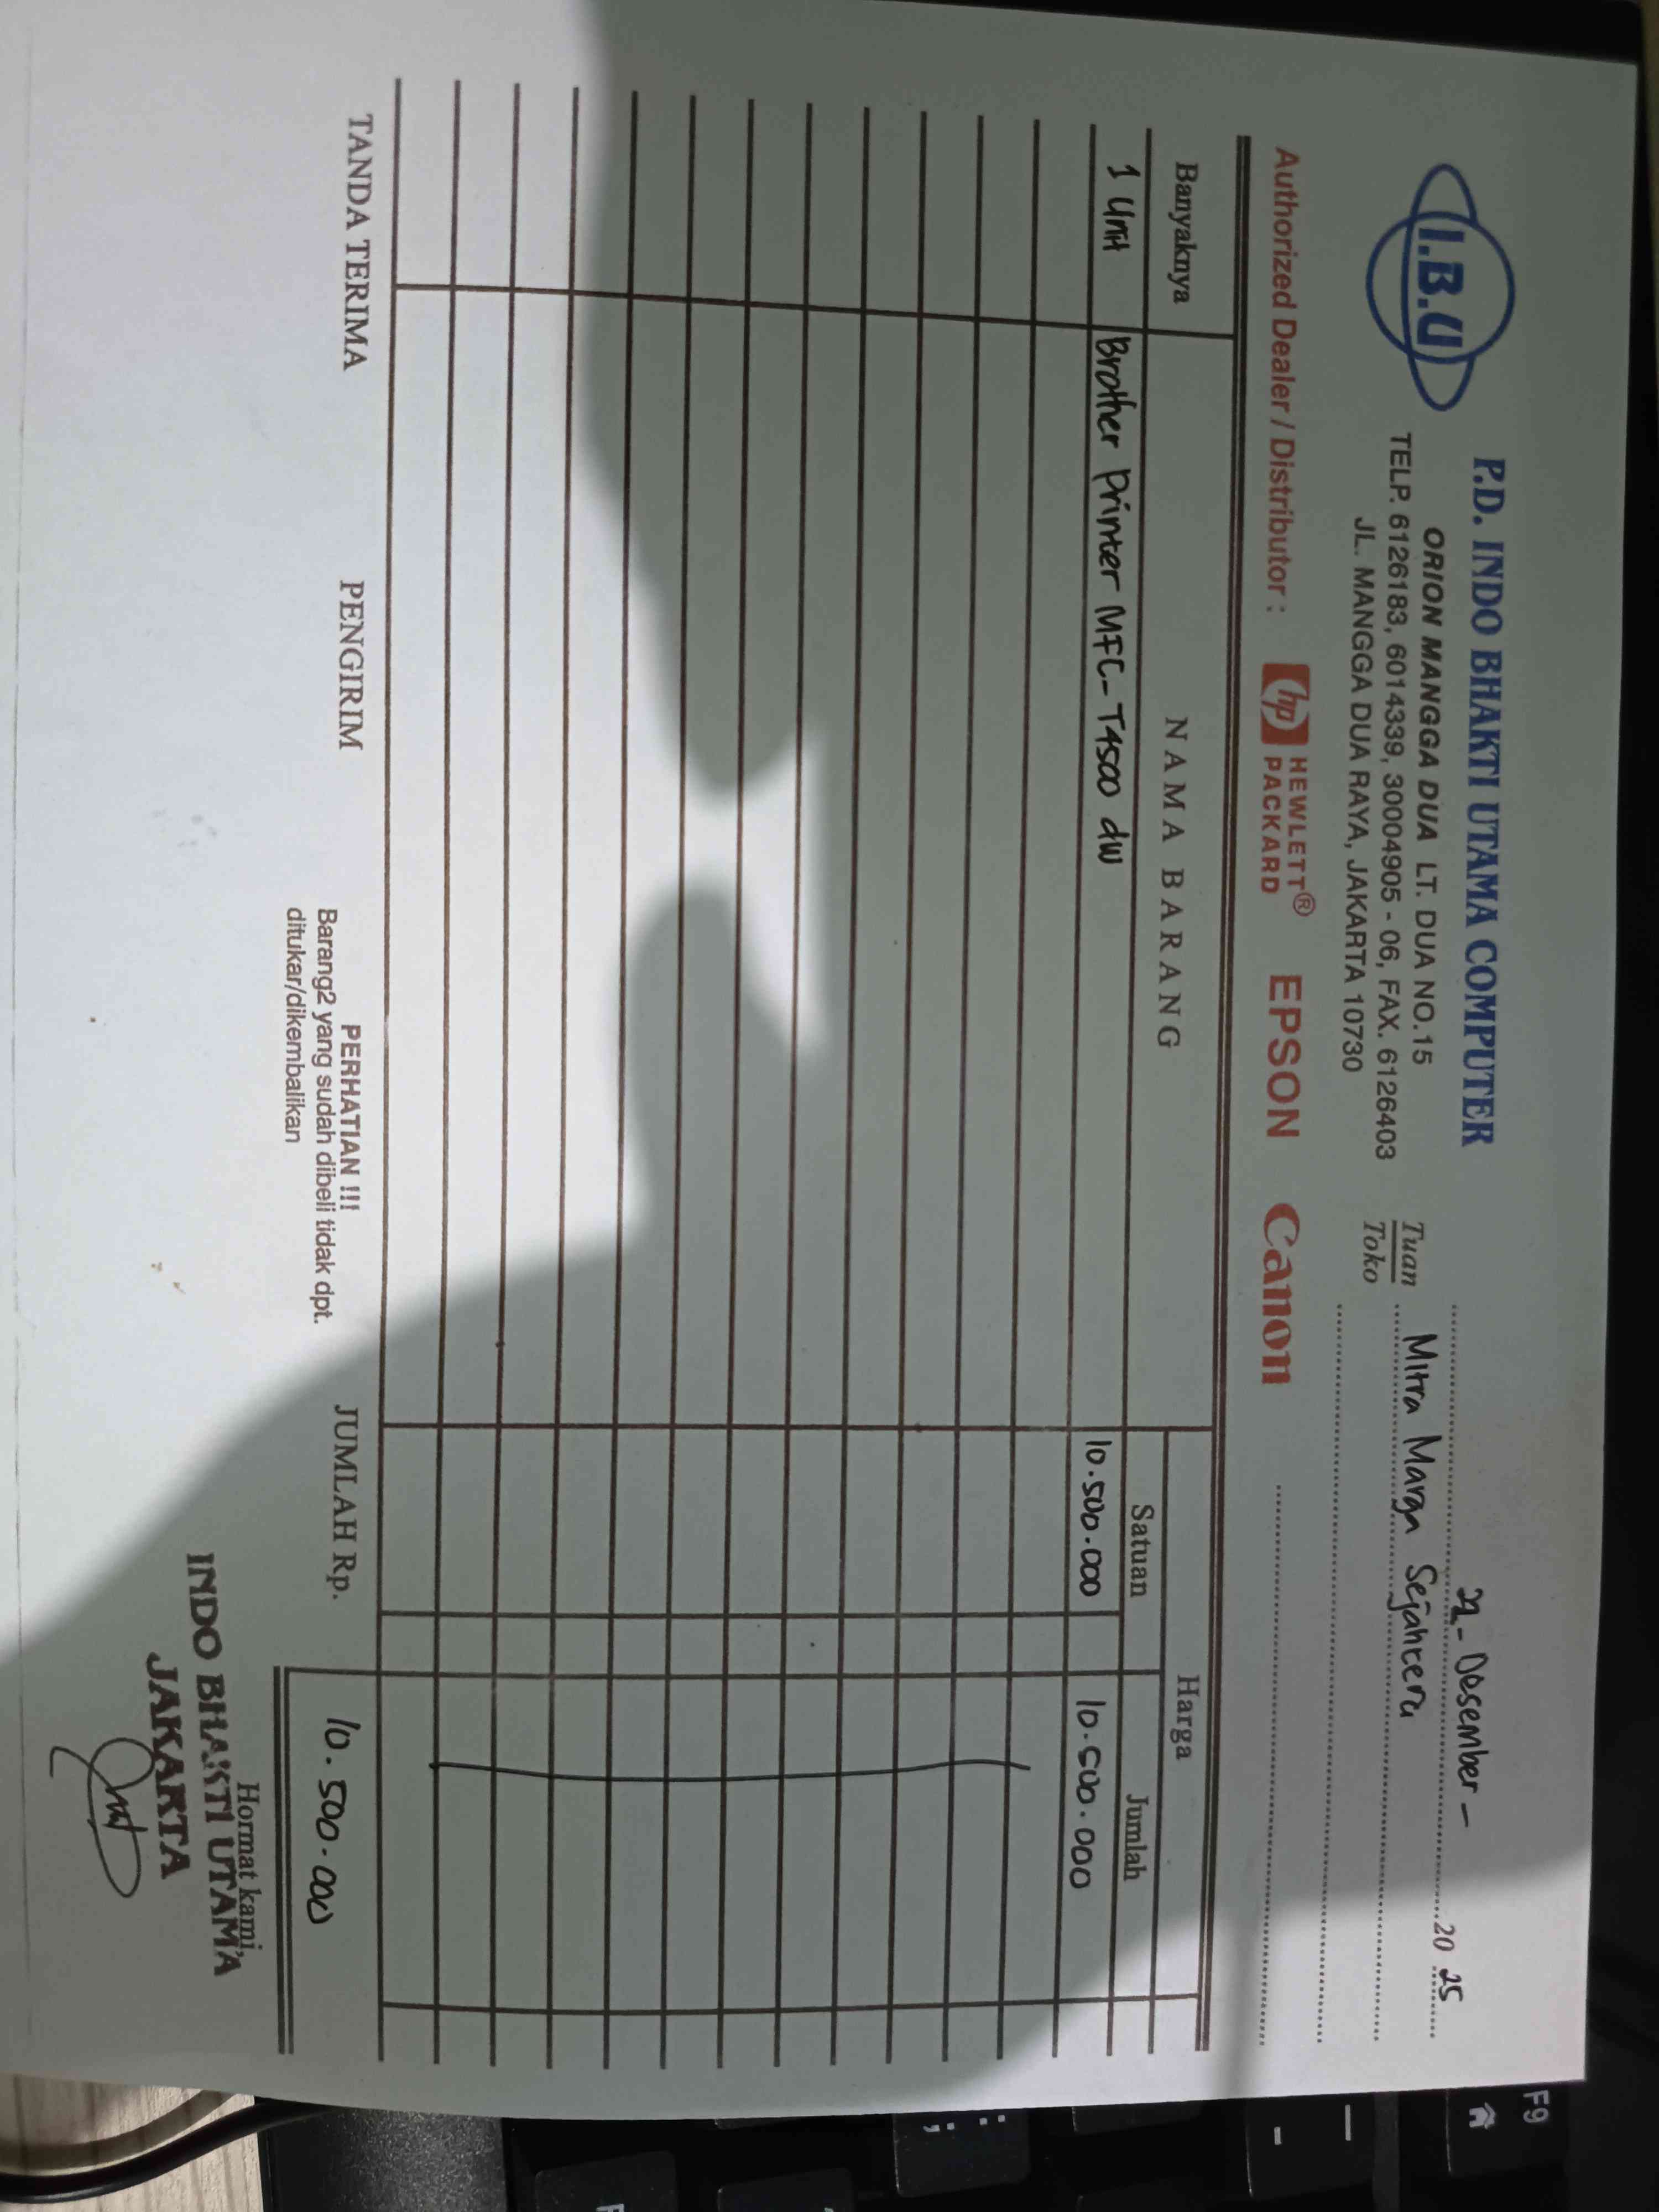 I.B.U
P.D. INDO BHAKTI UTAMA COMPUTER
ORION MANGGA DUA LT. DUA NO.15
TELP. 6126183, 6014339, 30004905 - 06, FAX. 6126403
JL. MANGGA DUA RAYA, JAKARTA 10730
- Desember - 20 25
Tuan
Toko
Mitra Marga Sejahtera
Authorized Dealer / Distributor : hp HEWLETT® PACKARD EPSON Canon
Banyaknya NAMA BARANG Harga
Satuan Jumlah
1 Unit Brother Printer MFC-T4500 dw 10.500.000 10.500.000
TANDA TERIMA PENGIRIM JUMLAH Rp. 10.500.000
PERHATIAN !!!
Barang2 yang sudah dibeli tidak dpt.
ditukar/dikembalikan
Hormat kami,
INDO BHAKTI UTAMA
JAKARTA
F9